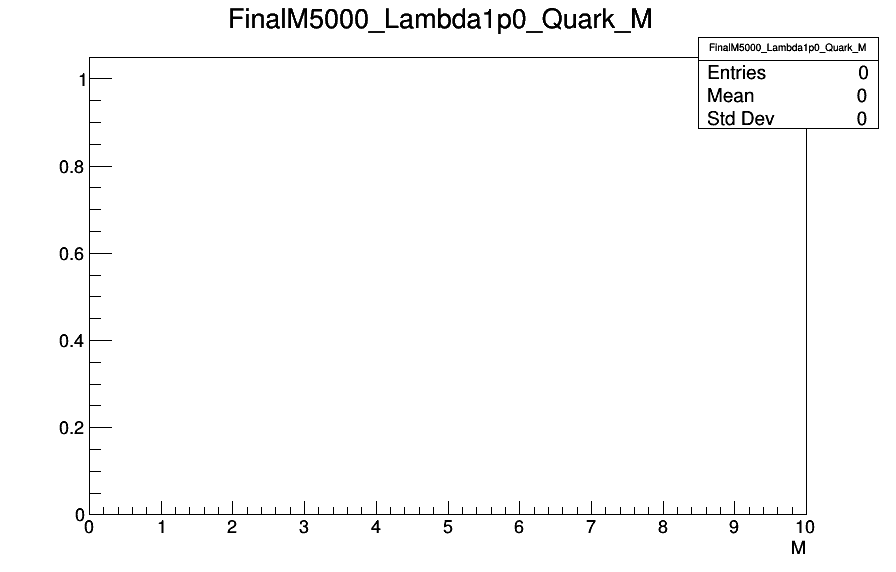 FinalM5000_Lambda1p0_Quark_M
FinalM5000_Lambda1p0_Quark_M
Entries 0
Mean 0
Std Dev 0
1
0.8
0.6
0.4
0.2
0
0 1 2 3 4 5 6 7 8 9 10
M